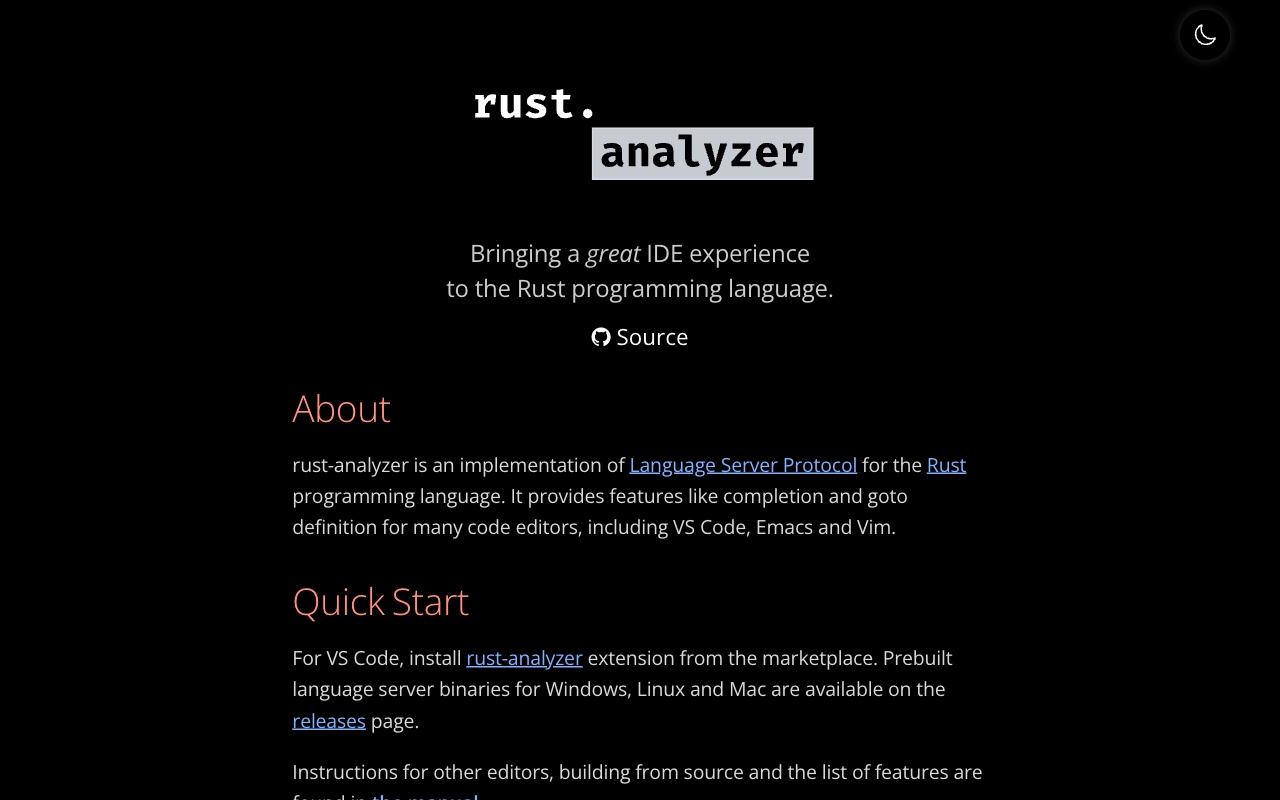 rust.
analyzer
Bringing a great IDE experience
to the Rust programming language.
Source
About
rust-analyzer is an implementation of Language Server Protocol for the Rust
programming language. It provides features like completion and goto
definition for many code editors, including VS Code, Emacs and Vim.
Quick Start
For VS Code, install rust-analyzer extension from the marketplace. Prebuilt
language server binaries for Windows, Linux and Mac are available on the
releases page.
Instructions for other editors, building from source and the list of features are
found in the manual.